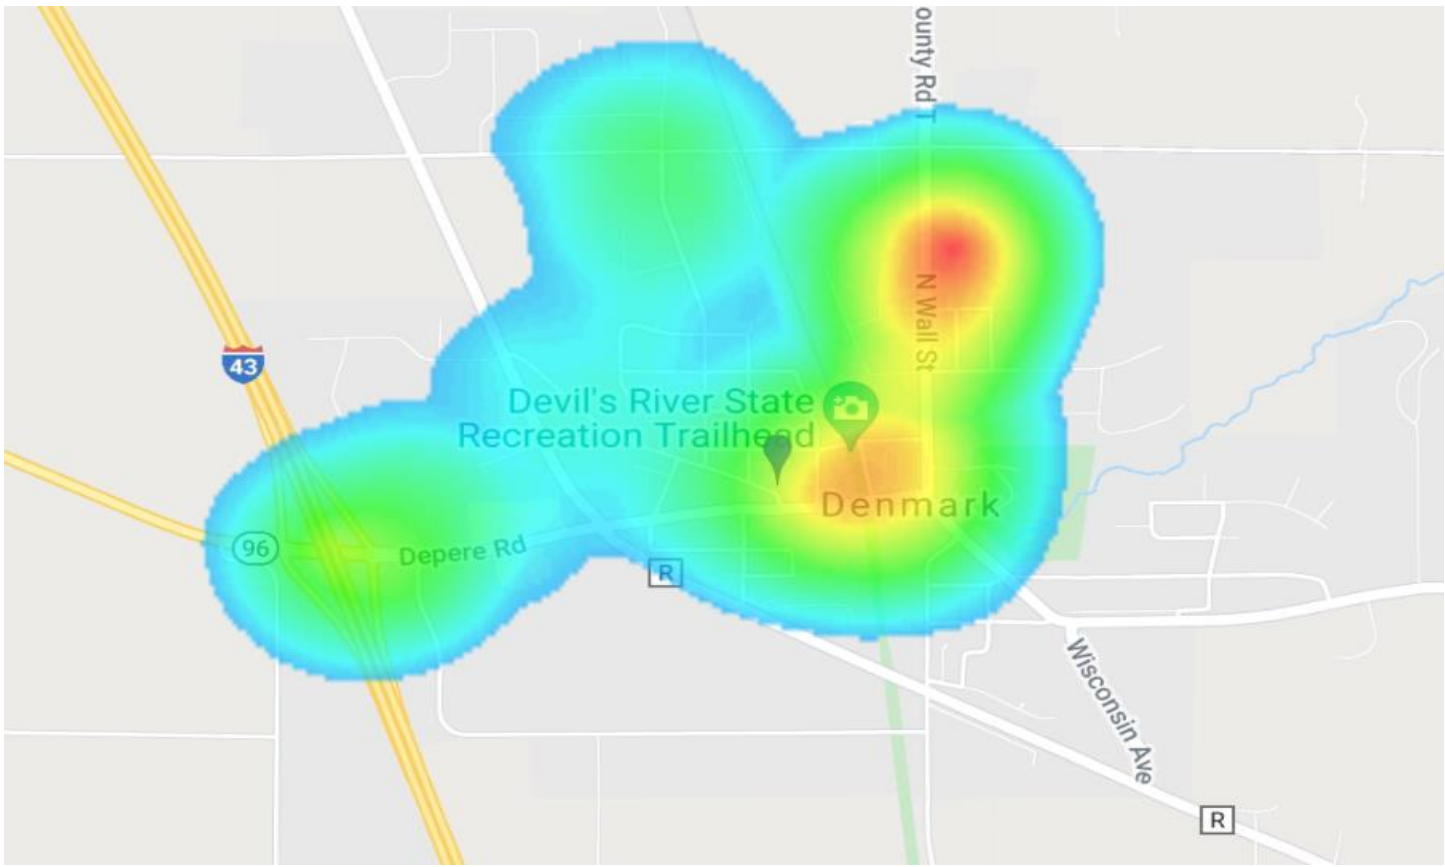 ounty Rd T
N Wall St
43
Devil's River State
Recreation Trailhead
Denmark
96
Depere Rd
R
Wisconsin Ave
R